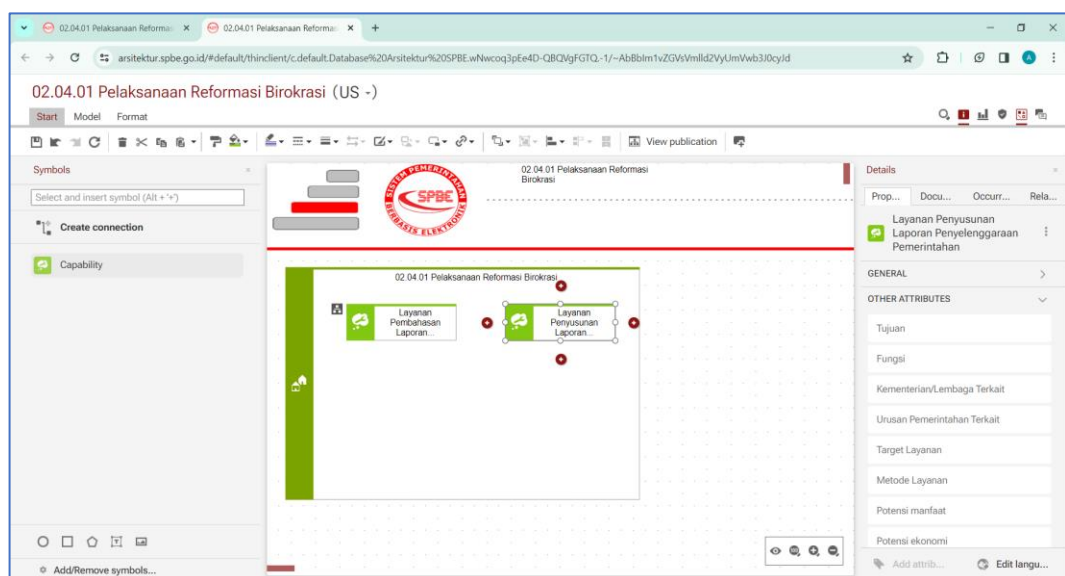 02.04.01 Pelaksanaan Reforma
02.04.01 Pelaksanaan Reforma
arsitektur.spbe.go.id/#default/thinclient/c.default.Database%20Arsitektur%20SPBE.wNwcoq3pEe4D-QBQVgFGTQ.-1/~AbBbIm1vZGVsVmlld2VyUmVwb3J0cyJd
A
02.04.01 Pelaksanaan Reformasi Birokrasi (US -)
Start Model Format
View publication
Symbols
Select and insert symbol (Alt + '+')
Create connection
Capability
Add/Remove symbols...
SISTEM PEMERINTAHAN
SPBE
BERBASIS ELEKTRONIK
02.04.01 Pelaksanaan Reformasi
Birokrasi
02.04.01 Pelaksanaan Reformasi Birokrasi
Layanan
Pembahasan
Laporan...
Layanan
Penyusunan
Laporan...
Details
Prop... Docu... Occurr... Rela...
Layanan Penyusunan
Laporan Penyelenggaraan
Pemerintahan
GENERAL
OTHER ATTRIBUTES
Tujuan
Fungsi
Kementerian/Lembaga Terkait
Urusan Pemerintahan Terkait
Target Layanan
Metode Layanan
Potensi manfaat
Potensi ekonomi
Add attrib... Edit langu...